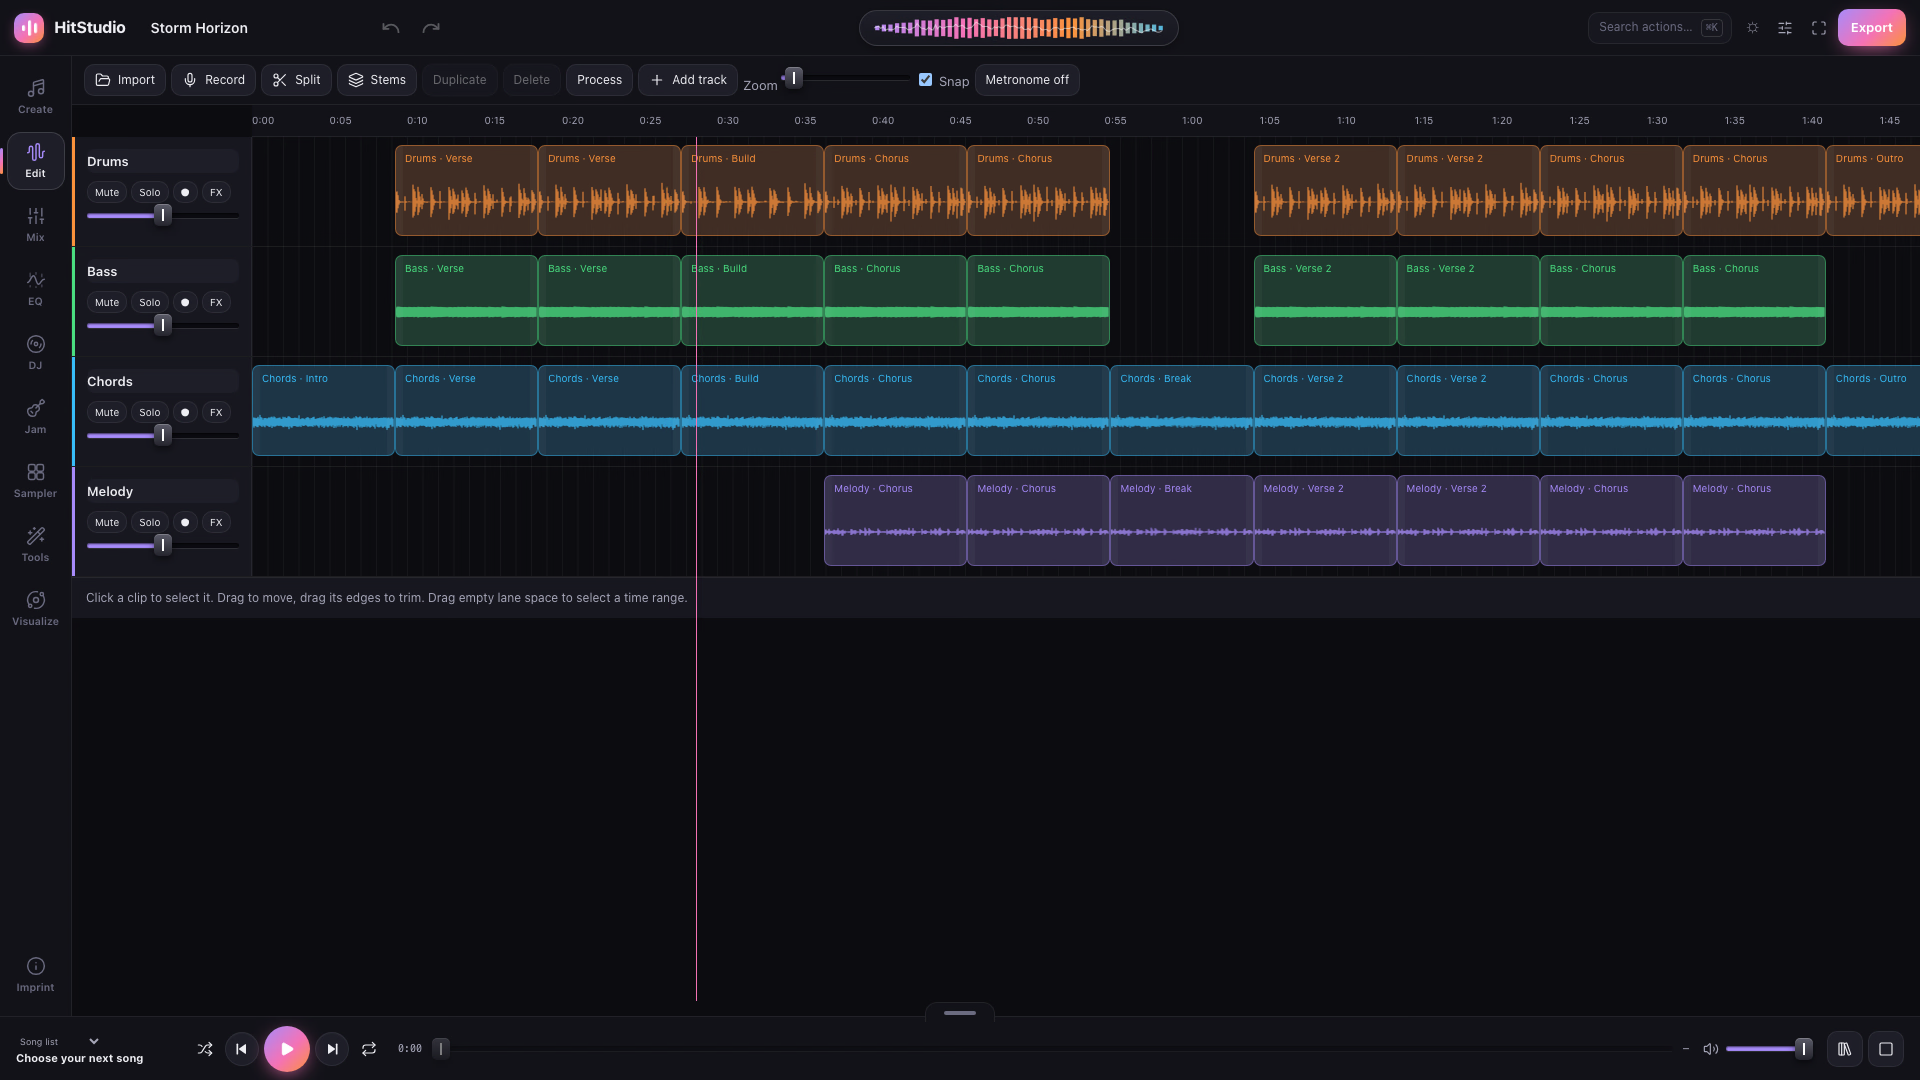 HitStudio
Storm Horizon
Search actions... ⌘K
Export
Import
Record
Split
Stems
Duplicate
Delete
Process
Add track
Zoom
Snap
Metronome off
0:00 0:05 0:10 0:15 0:20 0:25 0:30 0:35 0:40 0:45 0:50 0:55 1:00 1:05 1:10 1:15 1:20 1:25 1:30 1:35 1:40 1:45
Create
Edit
Mix
EQ
DJ
Jam
Sampler
Tools
Visualize
Imprint
Drums
Mute Solo FX
Drums · Verse
Drums · Verse
Drums · Build
Drums · Chorus
Drums · Chorus
Drums · Verse 2
Drums · Verse 2
Drums · Chorus
Drums · Chorus
Drums · Outro
Bass
Mute Solo FX
Bass · Verse
Bass · Verse
Bass · Build
Bass · Chorus
Bass · Chorus
Bass · Verse 2
Bass · Verse 2
Bass · Chorus
Bass · Chorus
Chords
Mute Solo FX
Chords · Intro
Chords · Verse
Chords · Verse
Chords · Build
Chords · Chorus
Chords · Chorus
Chords · Break
Chords · Verse 2
Chords · Verse 2
Chords · Chorus
Chords · Chorus
Chords · Outro
Melody
Mute Solo FX
Melody · Chorus
Melody · Chorus
Melody · Break
Melody · Verse 2
Melody · Verse 2
Melody · Chorus
Melody · Chorus
Click a clip to select it. Drag to move, drag its edges to trim. Drag empty lane space to select a time range.
Song list
Choose your next song
0:00
–